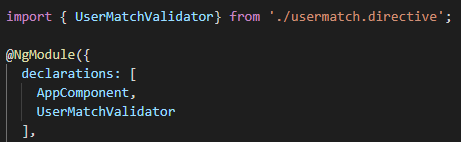 import { UserMatchValidator} from './usermatch.directive';
@NgModule({
declarations: [
AppComponent,
UserMatchValidator
],